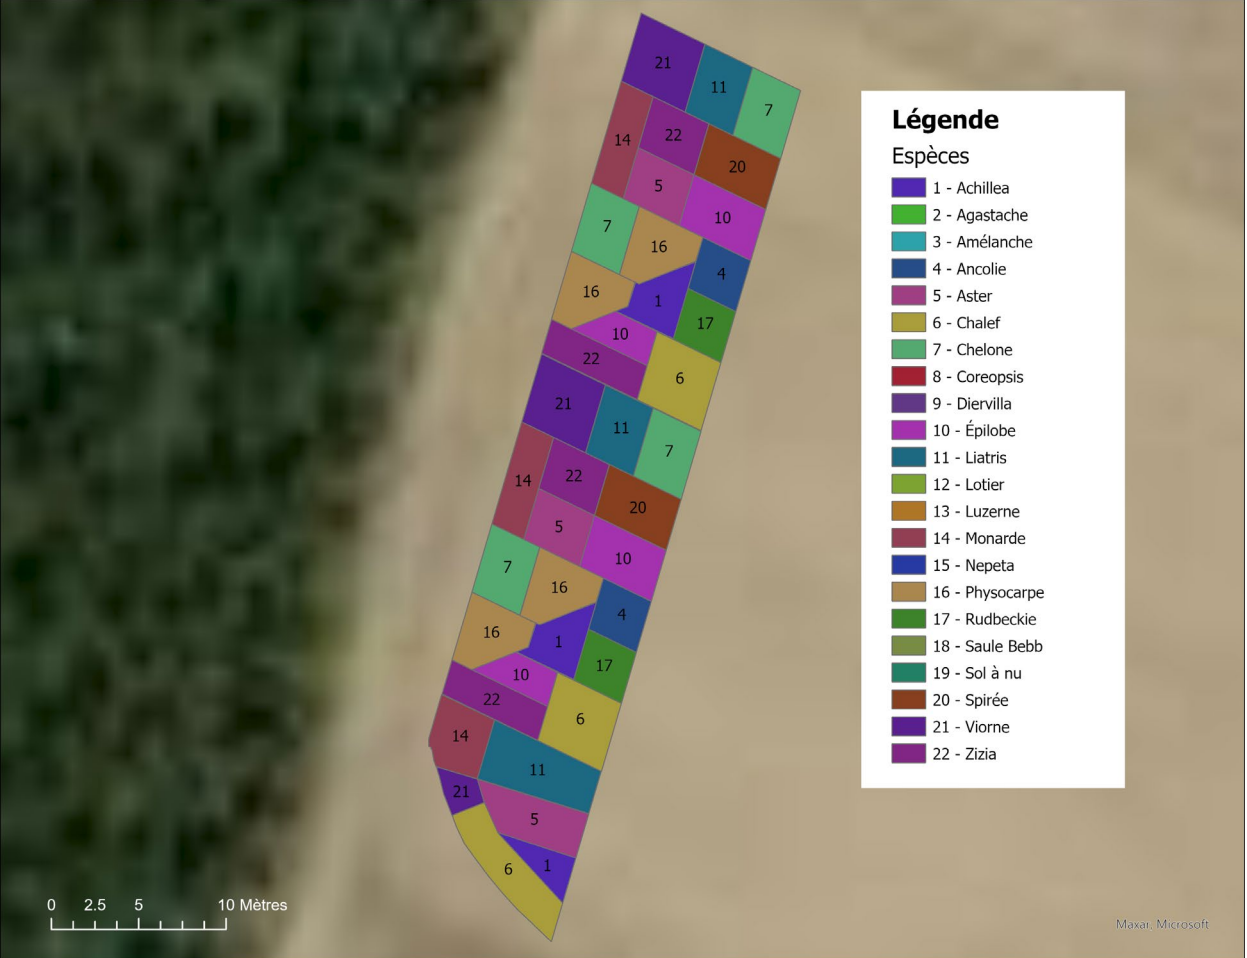 21
11
7
14
22
20
5
10
7
16
4
16
1
17
10
22
6
21
11
7
14
22
20
5
10
7
16
4
16
1
17
10
22
6
14
11
21
5
6
1
Légende
Espèces
1 - Achillea
2 - Agastache
3 - Amélanche
4 - Ancolie
5 - Aster
6 - Chalef
7 - Chelone
8 - Coreopsis
9 - Diervilla
10 - Épilobe
11 - Liatris
12 - Lotier
13 - Luzerne
14 - Monarde
15 - Nepeta
16 - Physocarpe
17 - Rudbeckie
18 - Saule Bebb
19 - Sol à nu
20 - Spirée
21 - Viorne
22 - Zizia
0 2.5 5 10 Mètres
Maxar, Microsoft